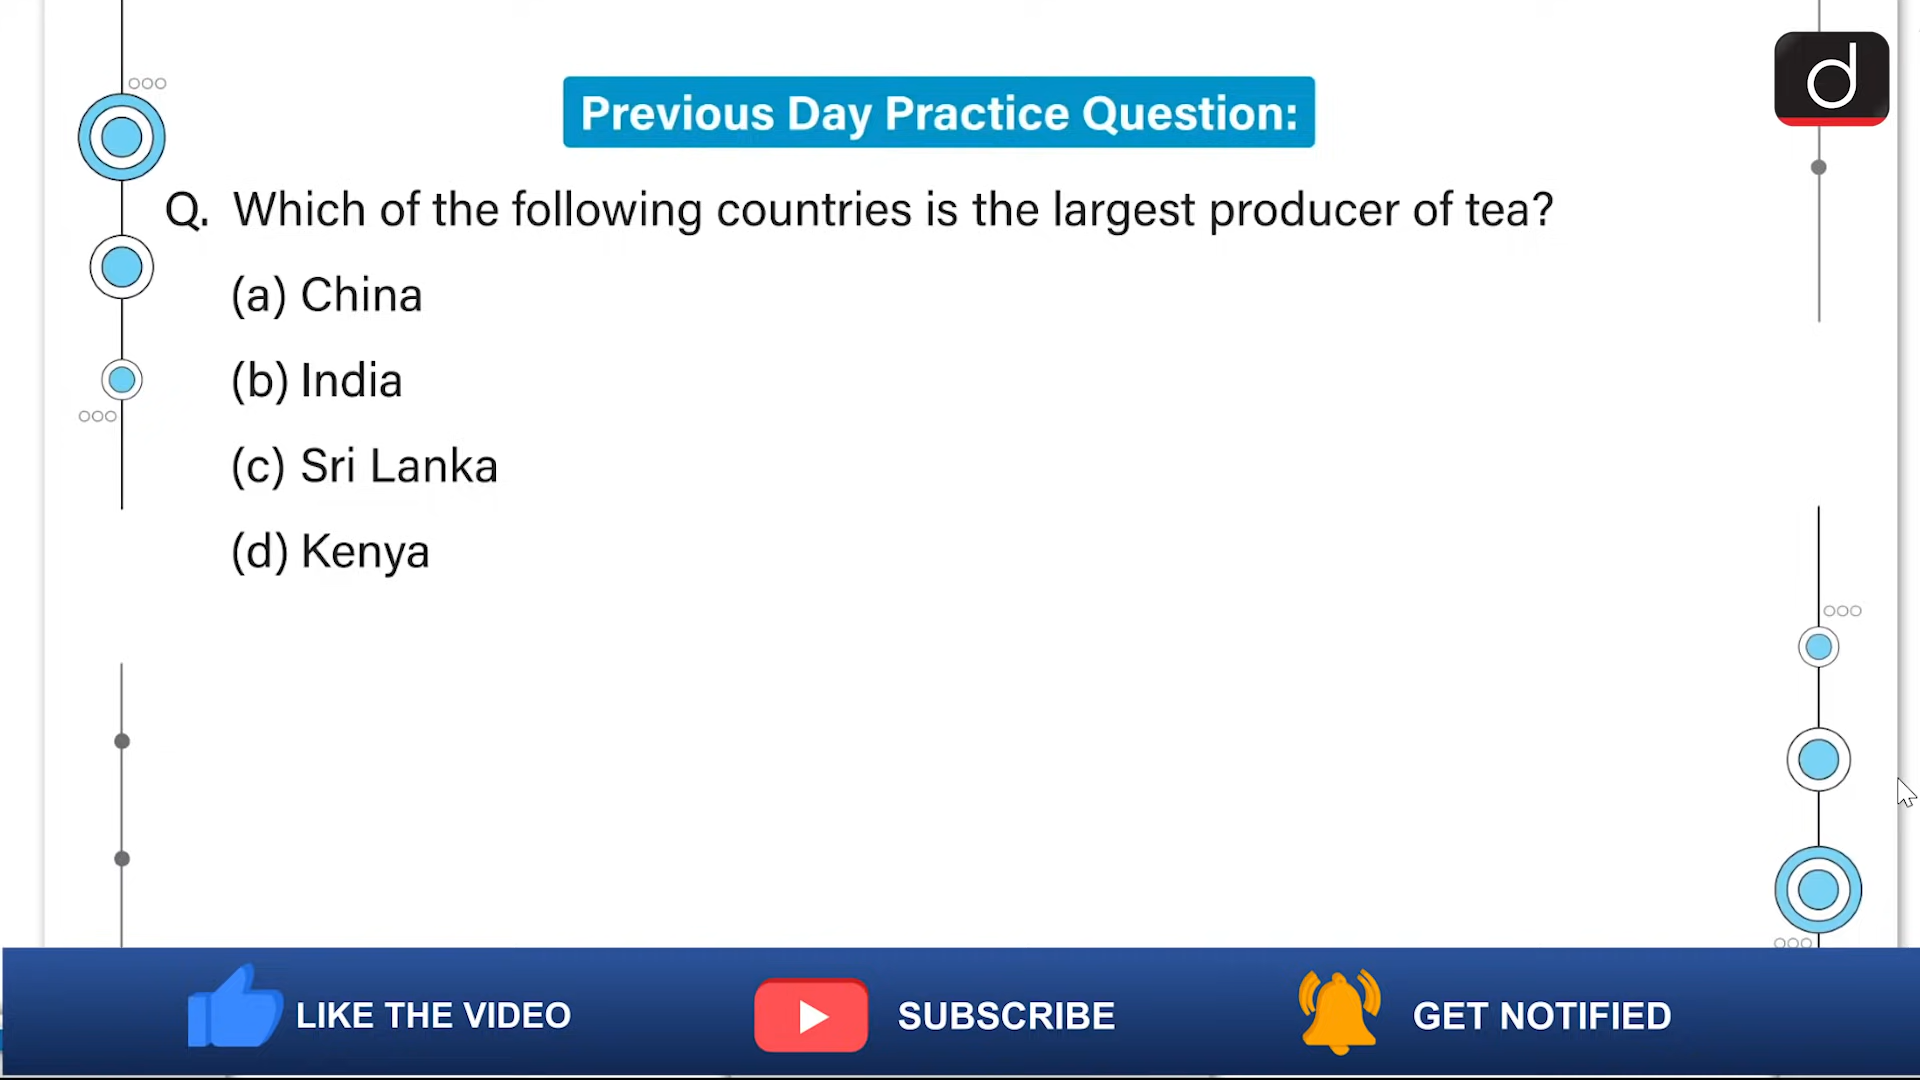 Previous Day Practice Question:
d
Q. Which of the following countries is the largest producer of tea?
(a) China
(b) India
(c) Sri Lanka
(d) Kenya
LIKE THE VIDEO
SUBSCRIBE
GET NOTIFIED